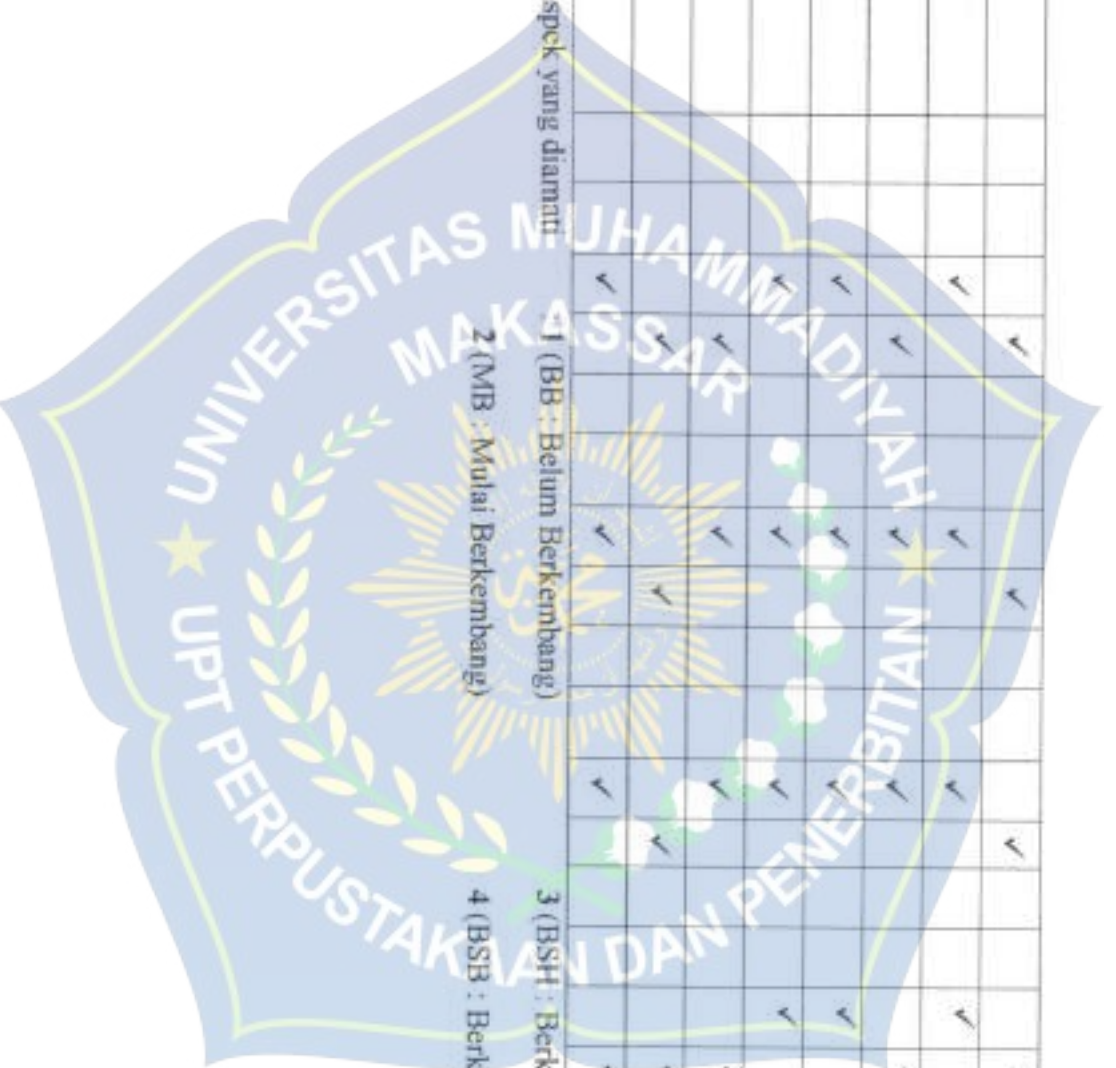 spek yang diamati 1 (BB : Belum Berkembang) 3 (BSH : Berk
2 (MB : Mulai Berkembang) 4 (BSB : Berk
UNIVERSITAS MUHAMMADIYAH
MAKASSAR
UPT PERPUSTAKAAN DAN PENERBITAN